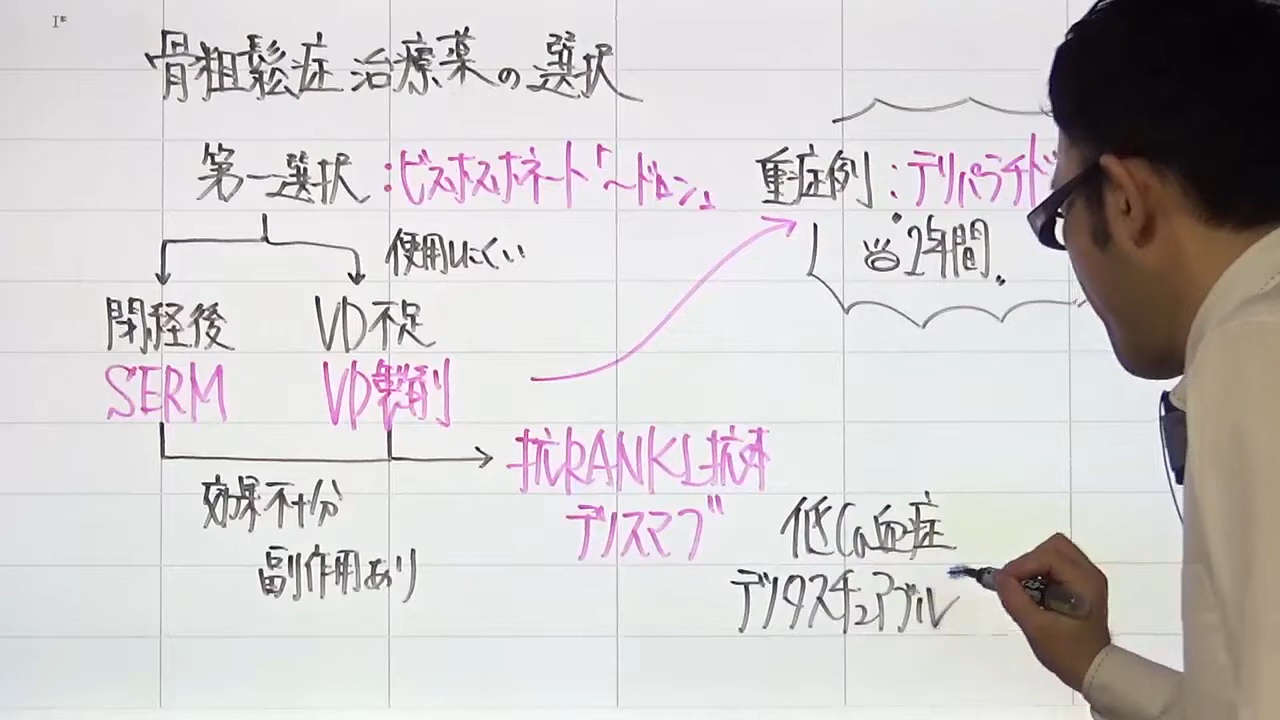 骨粗鬆症治療薬の選択
第一選択：ビスホスホネート「〜ドロン」
使用しにくい
閉経後
SERM
VD不足
VD製剤
効果不十分
副作用あり
抗RANKL抗体
デノスマブ
重症例：テリパラチド
2年間
低Ca血症
デノタスチュアブル